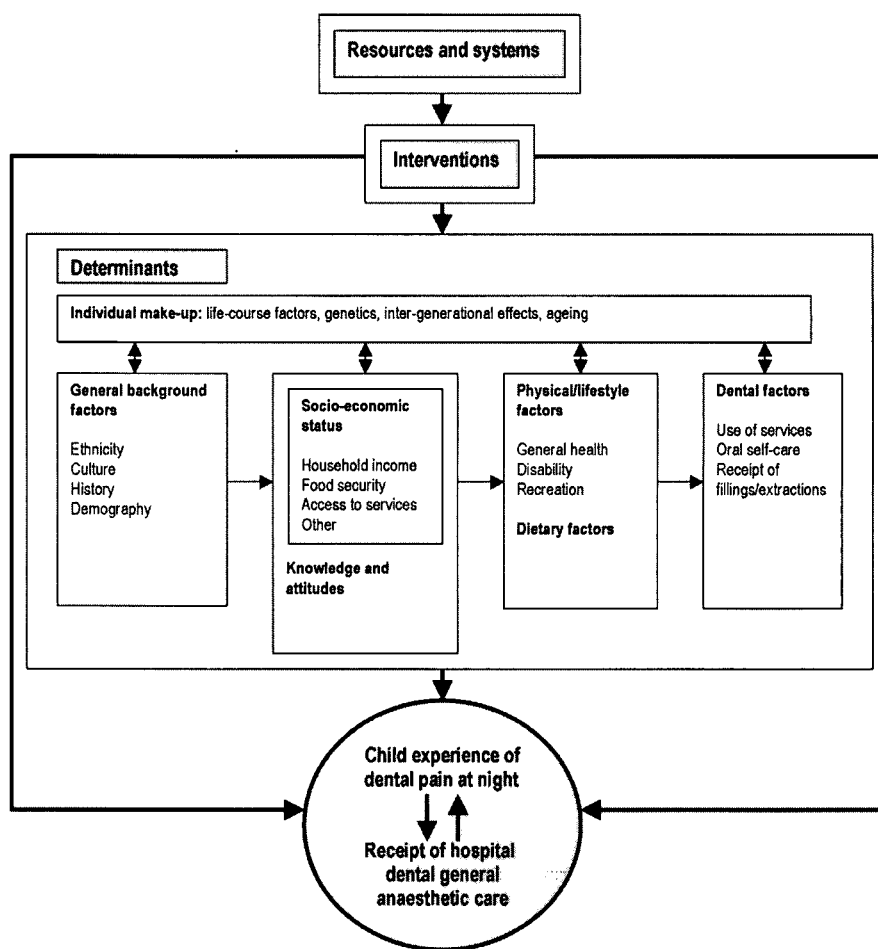 Resources and systems
Interventions
Determinants
Individual make-up: life-course factors, genetics, inter-generational effects, ageing
General background
factors
Ethnicity
Culture
History
Demography
Socio-economic
status
Household income
Food security
Access to services
Other
Knowledge and
attitudes
Physical/lifestyle
factors
General health
Disability
Recreation
Dietary factors
Dental factors
Use of services
Oral self-care
Receipt of
fillings/extractions
Child experience of
dental pain at night
Receipt of hospital
dental general
anaesthetic care